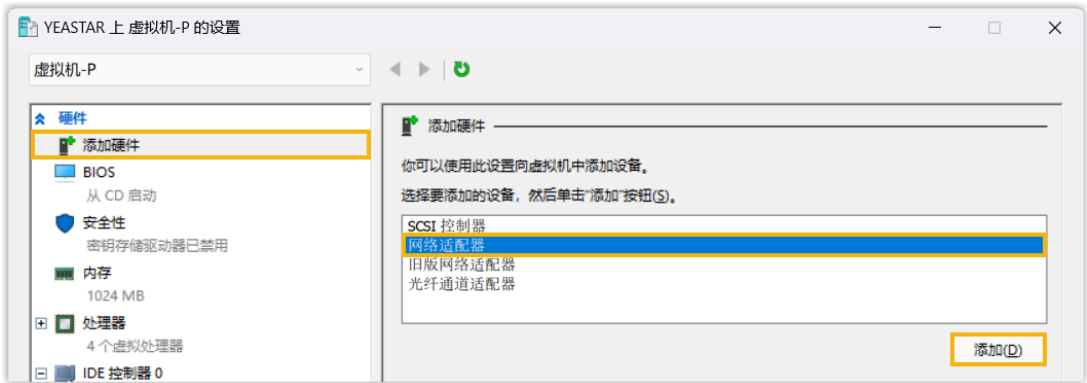 YEASTAR 上 虚拟机-P 的设置
虚拟机-P
硬件
添加硬件
BIOS
从 CD 启动
安全性
密钥存储驱动器已禁用
内存
1024 MB
处理器
4 个虚拟处理器
IDE 控制器 0
添加硬件
你可以使用此设置向虚拟机中添加设备。
选择要添加的设备，然后单击“添加”按钮(S)。
SCSI 控制器
网络适配器
旧版网络适配器
光纤通道适配器
添加(D)